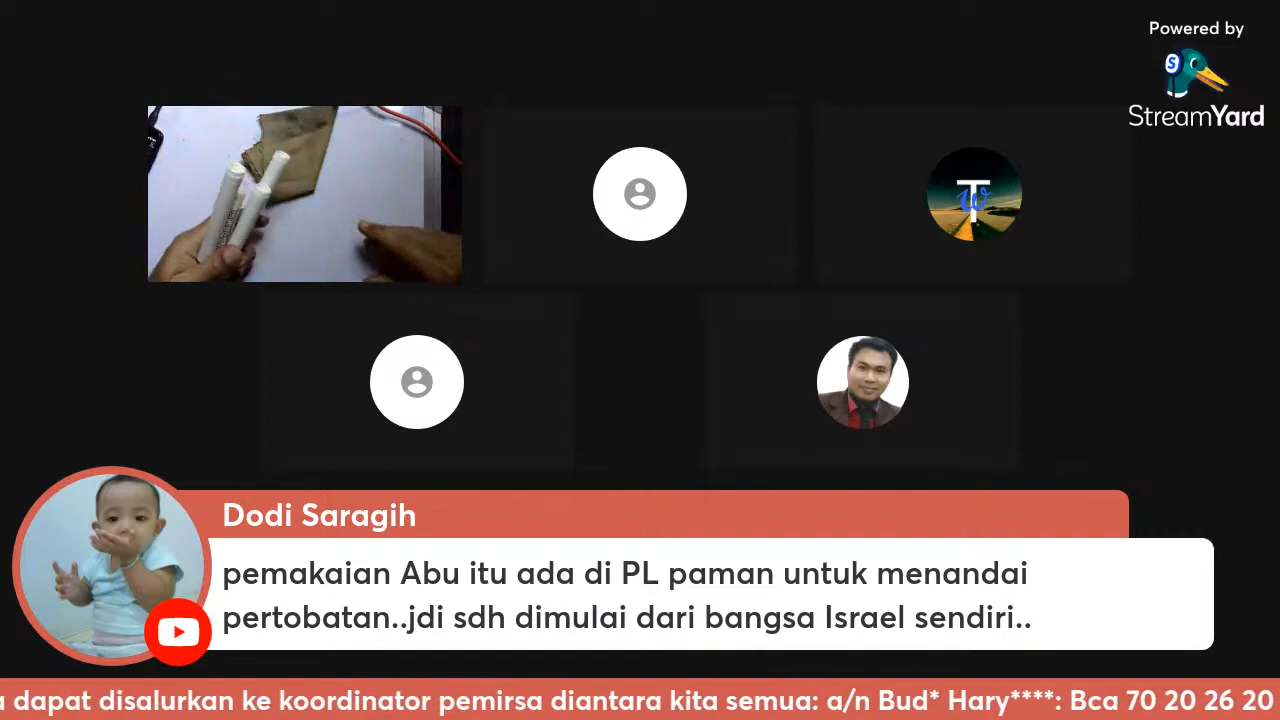 Powered by
StreamYard
Dodi Saragih
pemakaian Abu itu ada di PL paman untuk menandai
pertobatan..jdi sdh dimulai dari bangsa Israel sendiri..
a dapat disalurkan ke koordinator pemirsa diantara kita semua: a/n Bud* Hary****: Bca 70 20 26 20